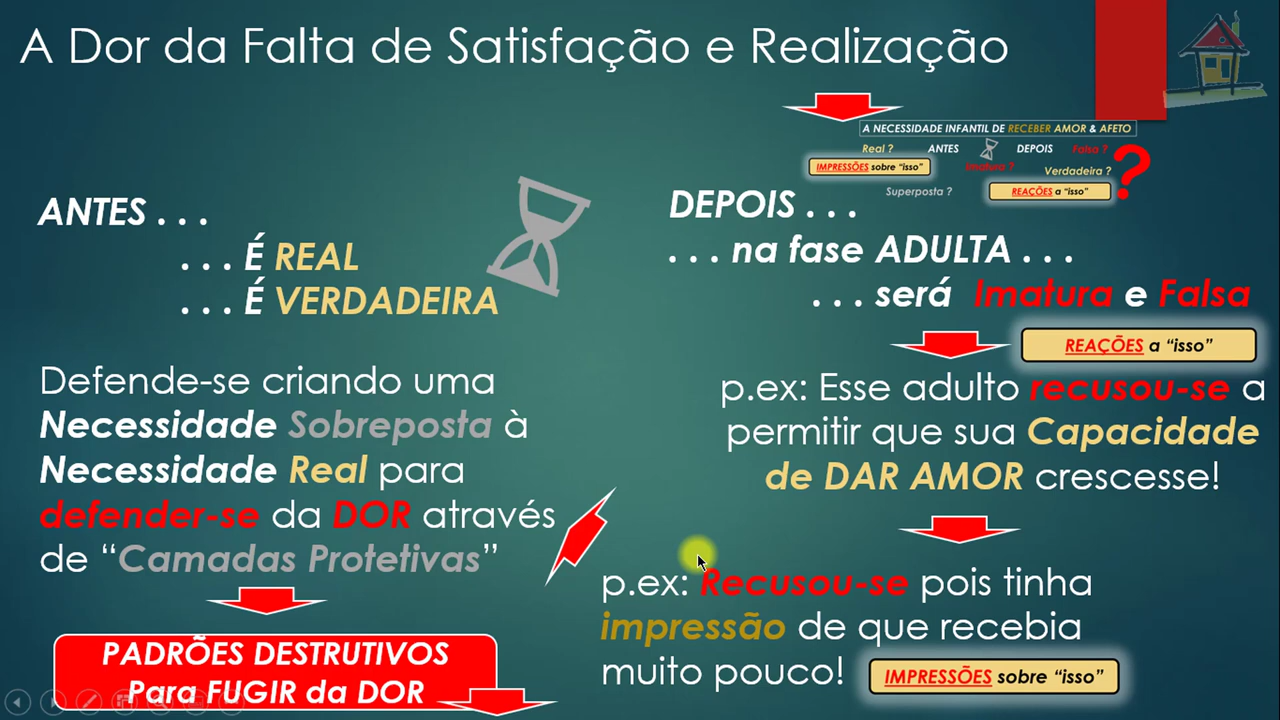 A Dor da Falta de Satisfação e Realização
A NECESSIDADE INFANTIL DE RECEBER AMOR & AFETO
Real ? ANTES DEPOIS Falsa ?
IMPRESSÕES sobre “isso” Imatura ? Verdadeira ? ?
Superposta ? REAÇÕES a “isso”
ANTES . . .
. . . É REAL
. . . É VERDADEIRA
Defende-se criando uma
Necessidade Sobreposta à
Necessidade Real para
defender-se da DOR através
de “Camadas Protetivas”
PADRÕES DESTRUTIVOS
Para FUGIR da DOR
DEPOIS . . .
. . . na fase ADULTA . . .
. . . será Imatura e Falsa
REAÇÕES a “isso”
p.ex: Esse adulto recusou-se a
permitir que sua Capacidade
de DAR AMOR crescesse!
p.ex: Recusou-se pois tinha
impressão de que recebia
muito pouco!
IMPRESSÕES sobre “isso”